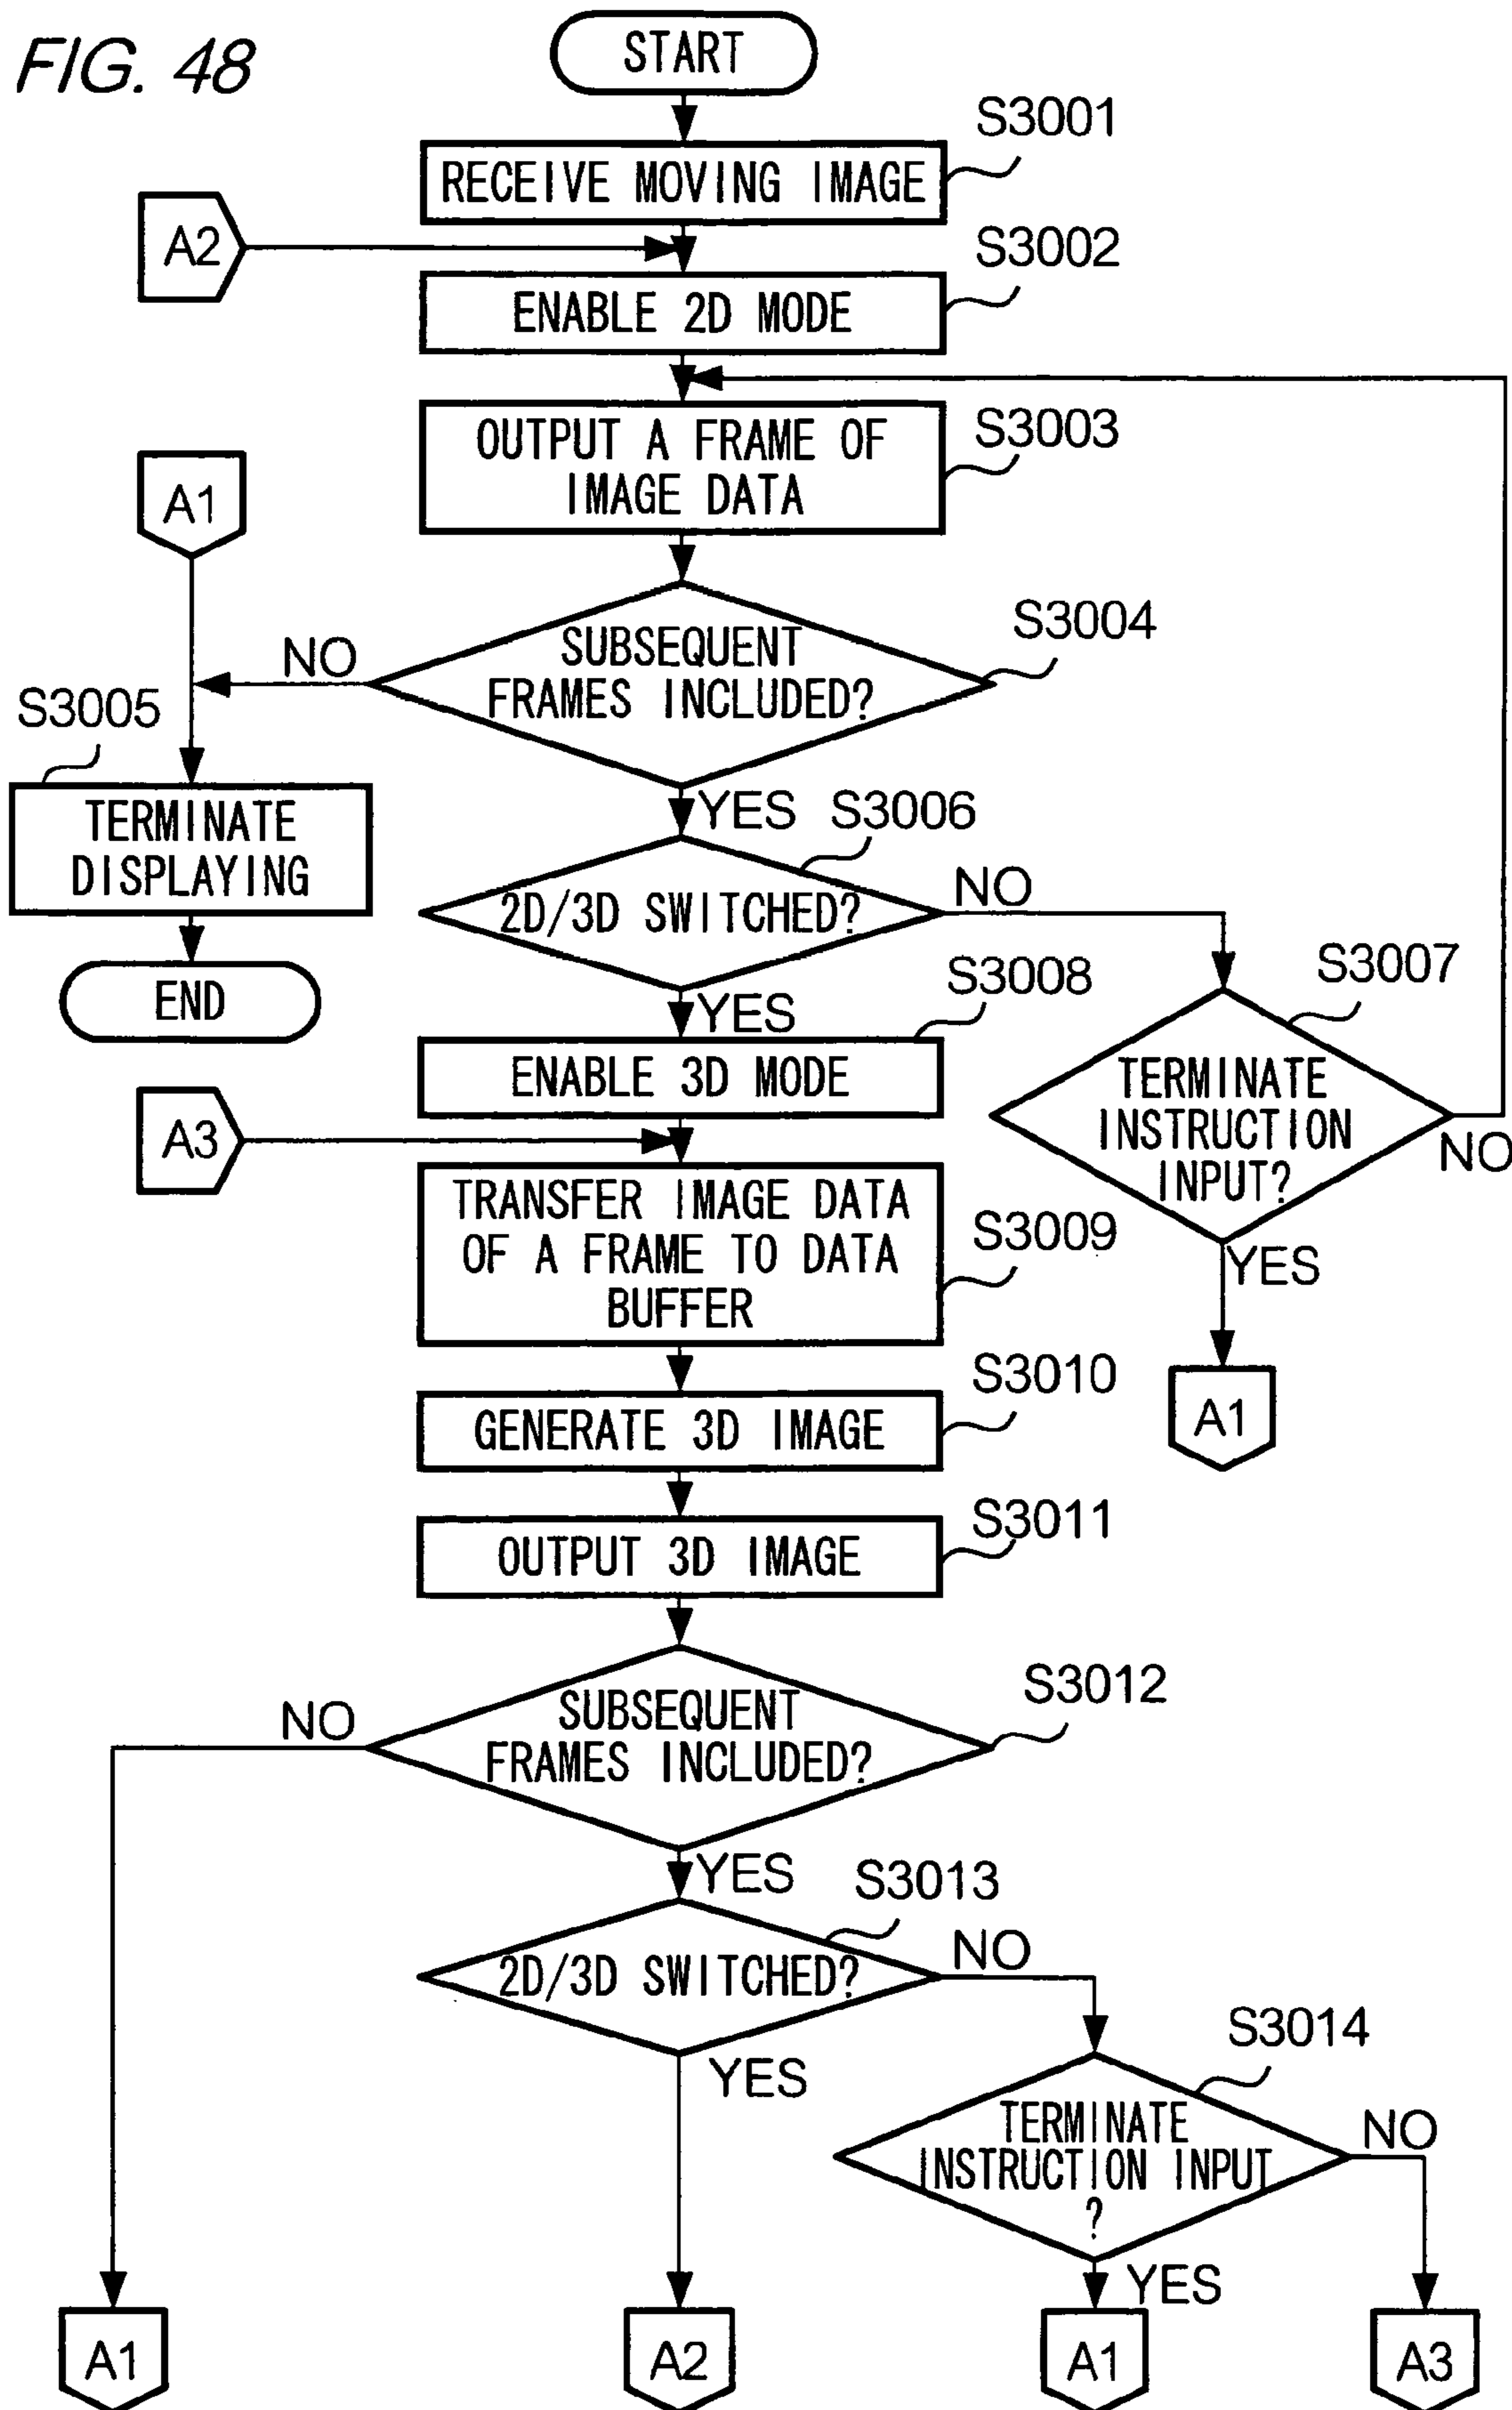 FIG. 48
START
S3001
RECEIVE MOVING IMAGE
A2
S3002
ENABLE 2D MODE
S3003
OUTPUT A FRAME OF
IMAGE DATA
A1
S3004
SUBSEQUENT
FRAMES INCLUDED?
NO
S3005
TERMINATE
DISPLAYING
END
YES
S3006
2D/3D SWITCHED?
NO
S3007
TERMINATE
INSTRUCTION
INPUT?
NO
YES
A1
YES
S3008
ENABLE 3D MODE
A3
TRANSFER IMAGE DATA
OF A FRAME TO DATA
BUFFER
S3009
S3010
GENERATE 3D IMAGE
S3011
OUTPUT 3D IMAGE
S3012
SUBSEQUENT
FRAMES INCLUDED?
NO
YES
S3013
2D/3D SWITCHED?
NO
YES
S3014
TERMINATE
INSTRUCTION INPUT
?
NO
YES
A1
A2
A1
A3